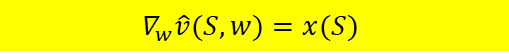 ∇_w v̂(S, w) = x(S)